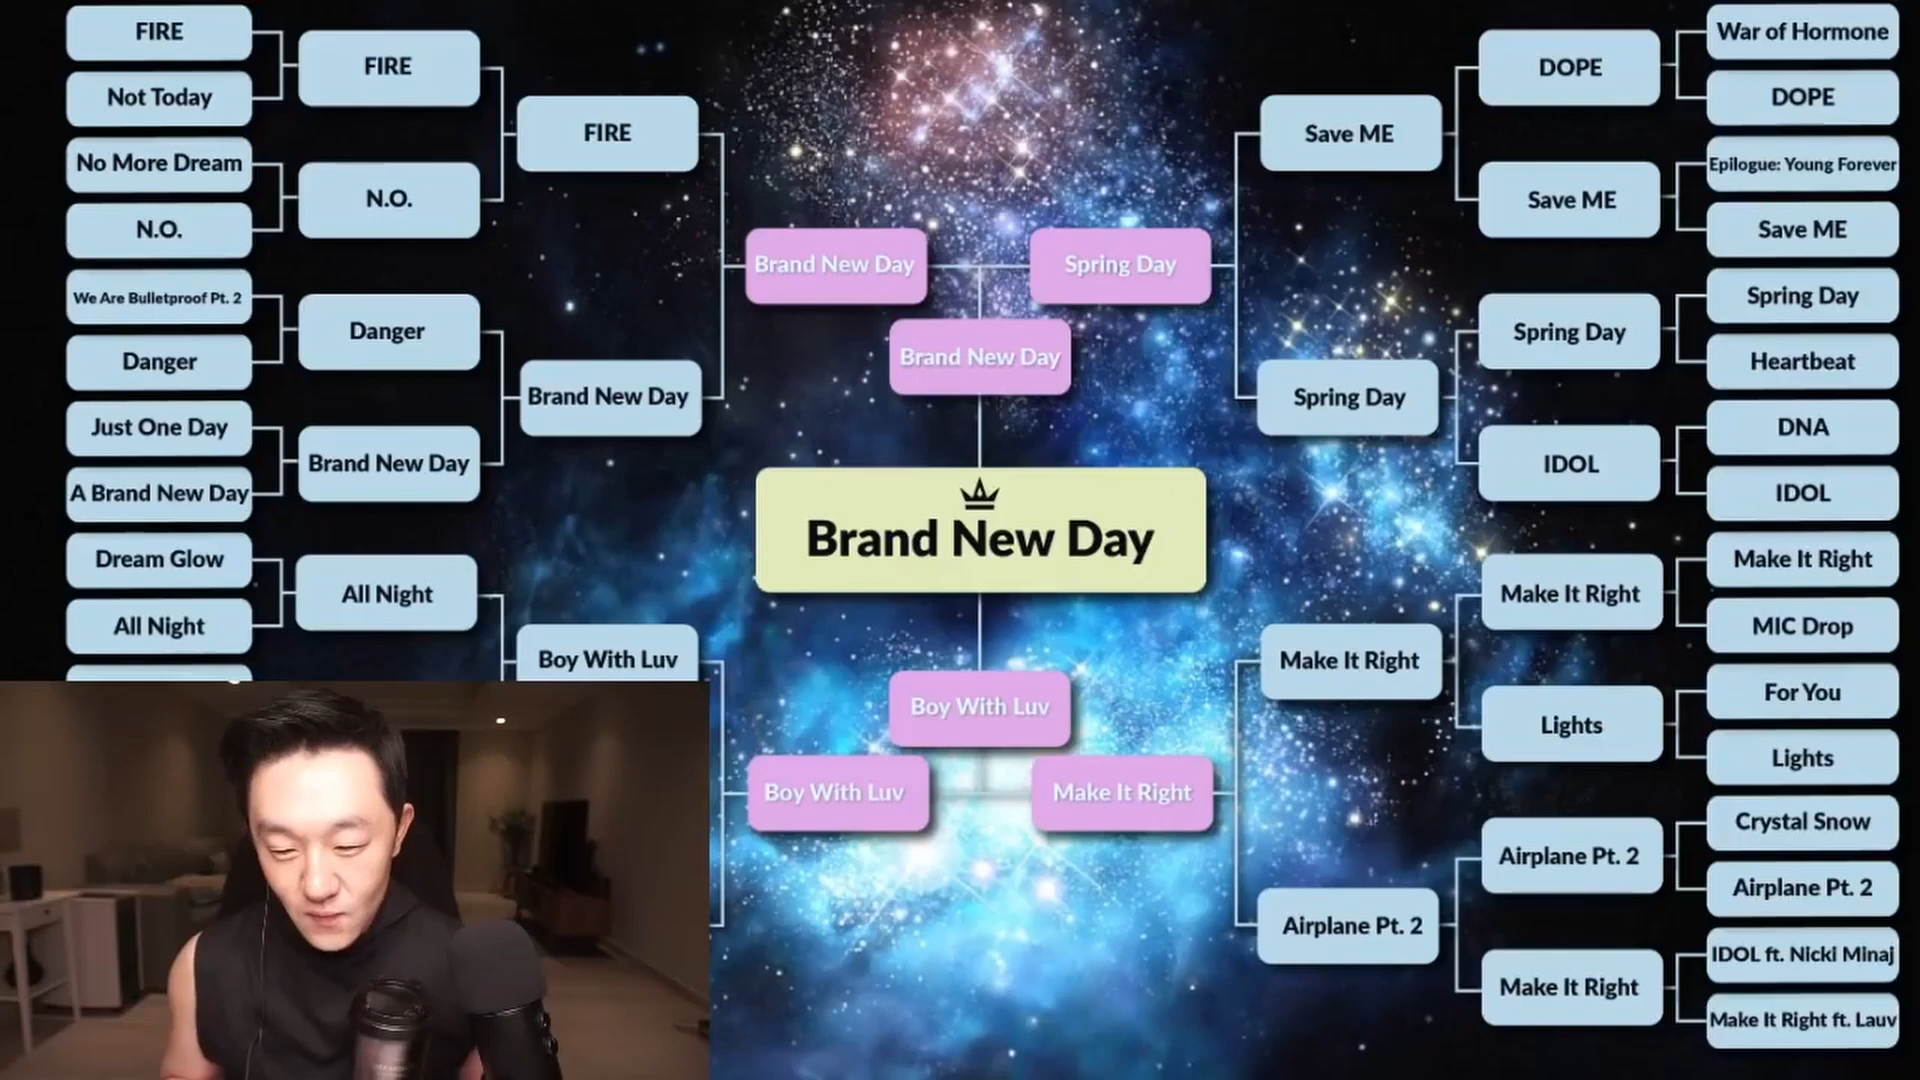 FIRE
Not Today
No More Dream
N.O.
We Are Bulletproof Pt. 2
Danger
Just One Day
A Brand New Day
Dream Glow
All Night
FIRE
N.O.
Danger
Brand New Day
All Night
FIRE
Brand New Day
Boy With Luv
Brand New Day
Spring Day
Brand New Day
Brand New Day
Boy With Luv
Boy With Luv
Make It Right
Save ME
Spring Day
Make It Right
Airplane Pt. 2
DOPE
Save ME
Spring Day
IDOL
Make It Right
Lights
Airplane Pt. 2
Make It Right
War of Hormone
DOPE
Epilogue: Young Forever
Save ME
Spring Day
Heartbeat
DNA
IDOL
Make It Right
MIC Drop
For You
Lights
Crystal Snow
Airplane Pt. 2
IDOL ft. Nicki Minaj
Make It Right ft. Lauv